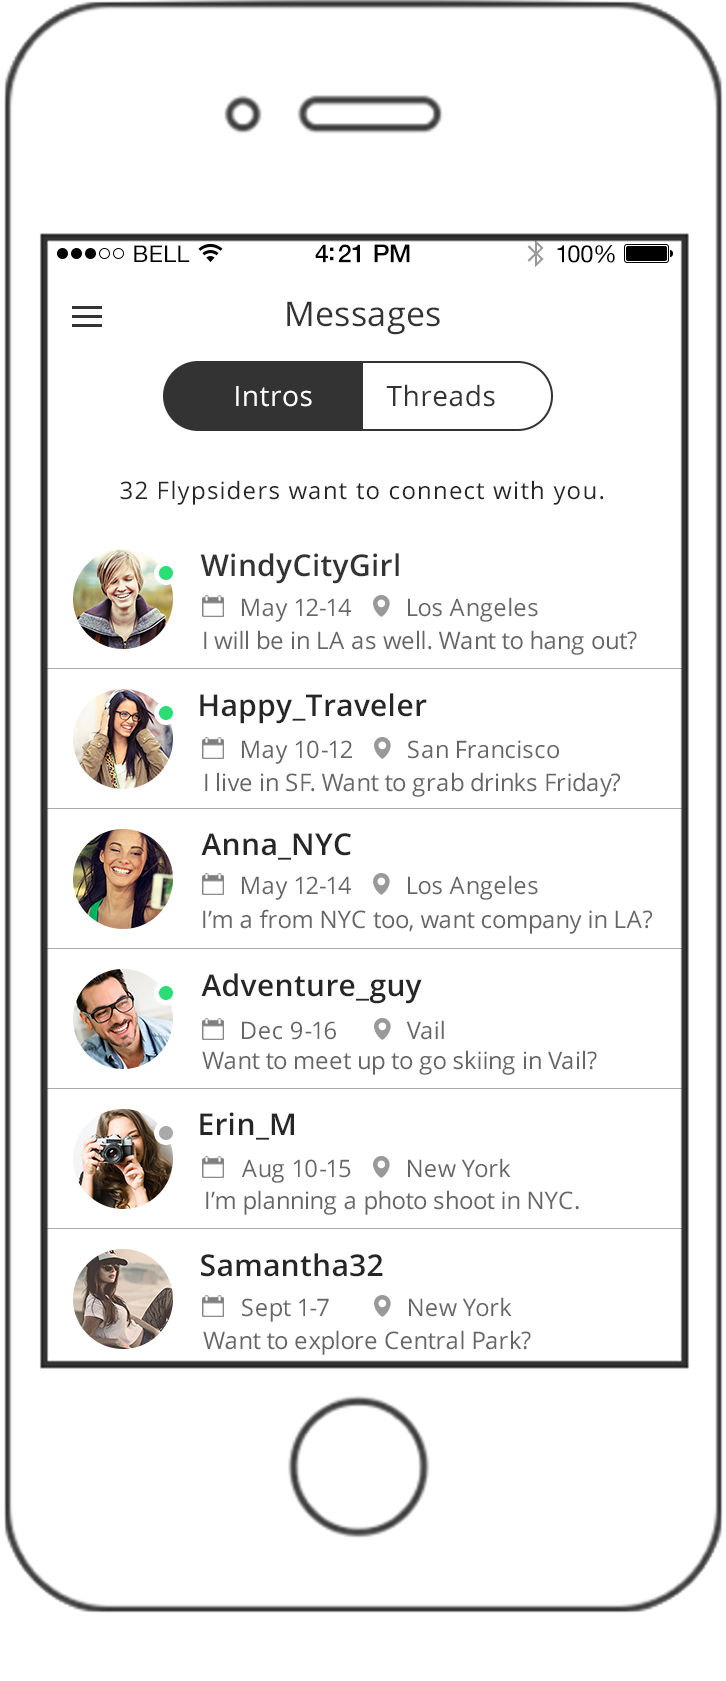 BELL 4:21 PM 100%
Messages
Intros Threads
32 Flypsiders want to connect with you.
WindyCityGirl
May 12-14 Los Angeles
I will be in LA as well. Want to hang out?
Happy_Traveler
May 10-12 San Francisco
I live in SF. Want to grab drinks Friday?
Anna_NYC
May 12-14 Los Angeles
I’m a from NYC too, want company in LA?
Adventure_guy
Dec 9-16 Vail
Want to meet up to go skiing in Vail?
Erin_M
Aug 10-15 New York
I’m planning a photo shoot in NYC.
Samantha32
Sept 1-7 New York
Want to explore Central Park?